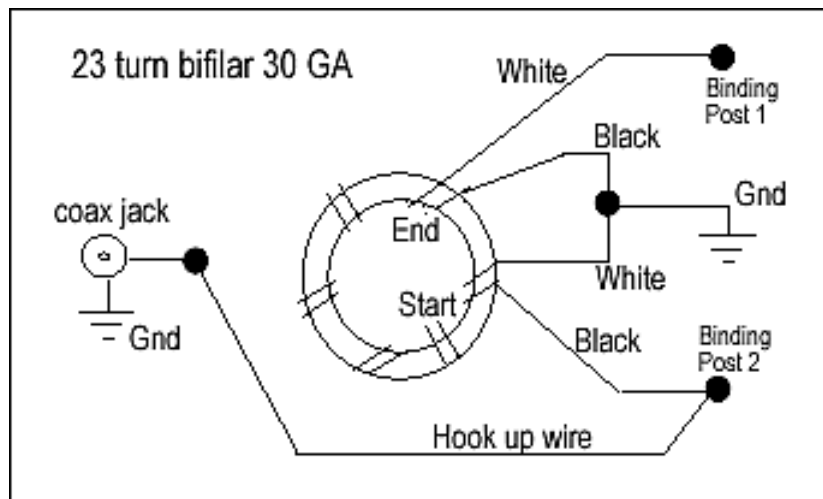 23 turn bifilar 30 GA
White
Binding
Post 1
Black
Gnd
coax jack
End
White
Start
Gnd
Black
Binding
Post 2
Hook up wire